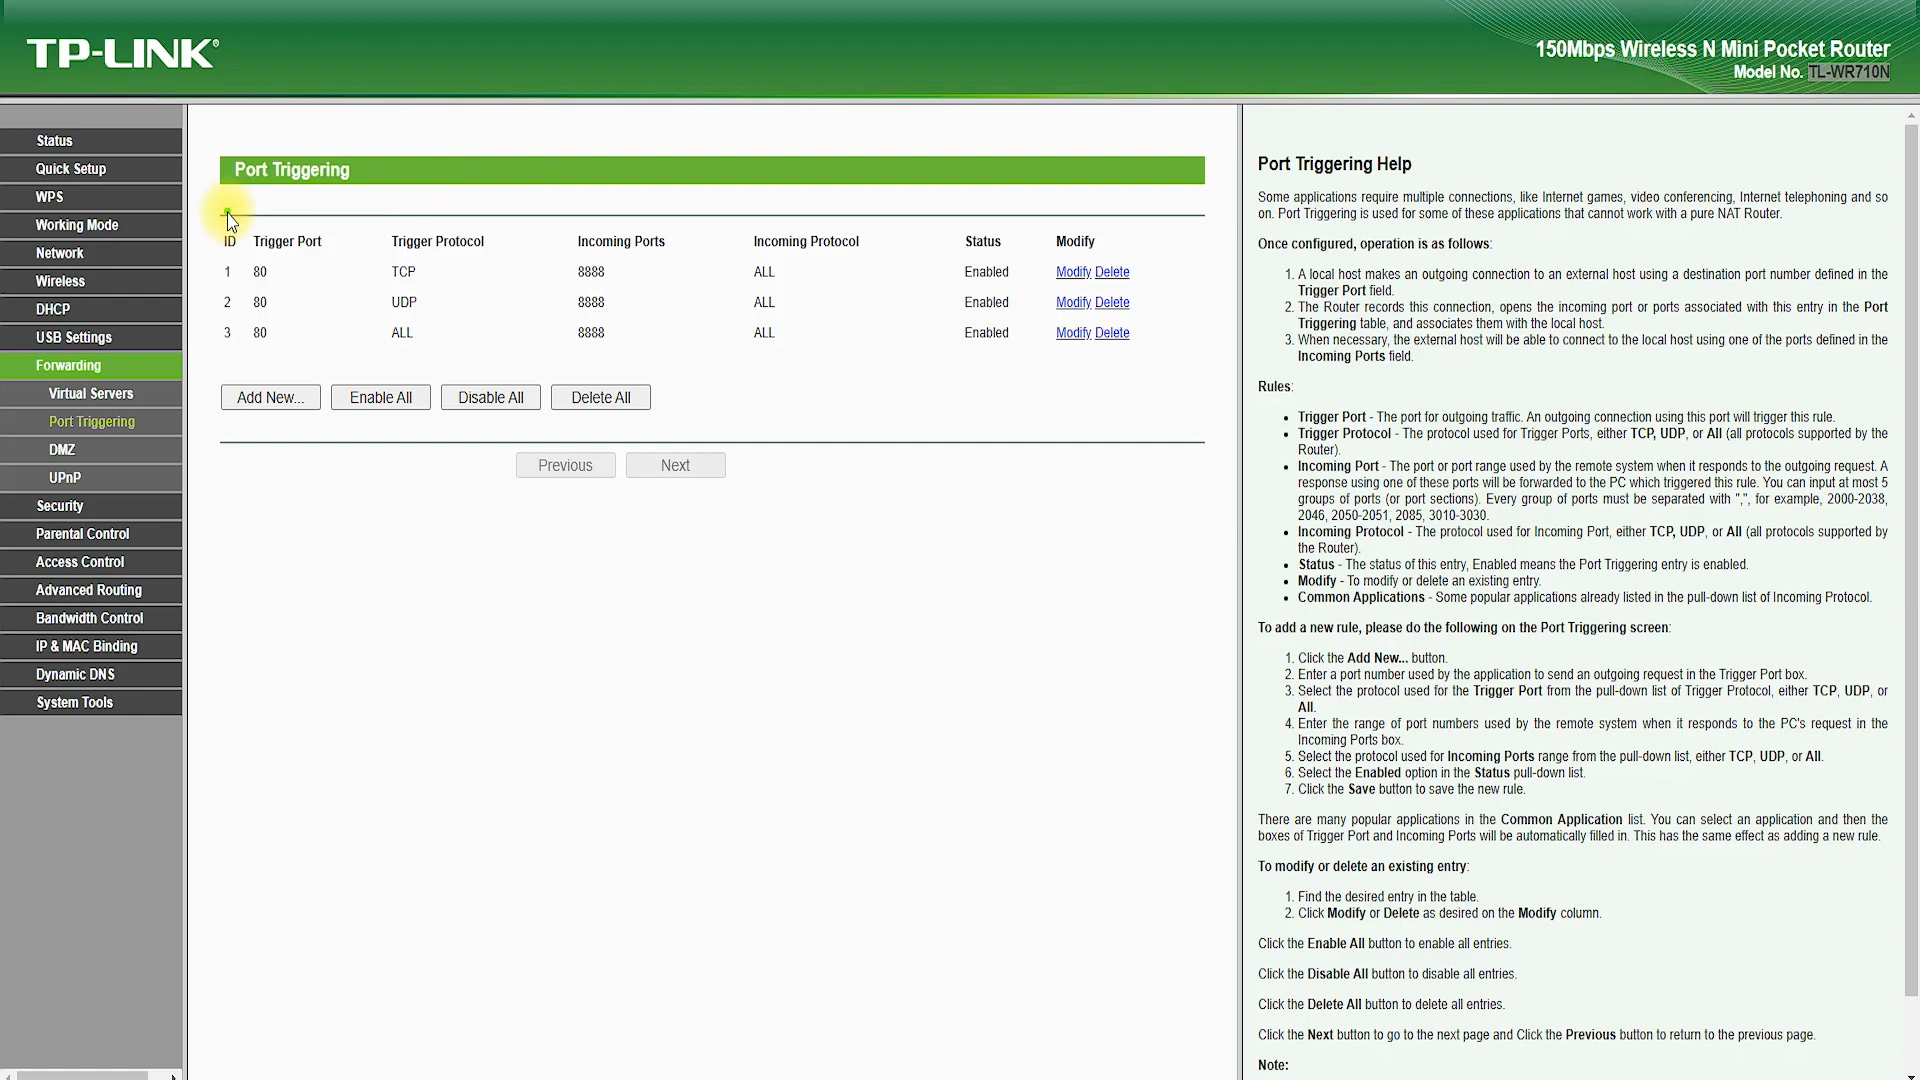 TP-LINK®
150Mbps Wireless N Mini Pocket Router
Model No. TL-WR710N
Status
Quick Setup
WPS
Working Mode
Network
Wireless
DHCP
USB Settings
Forwarding
Virtual Servers
Port Triggering
DMZ
UPnP
Security
Parental Control
Access Control
Advanced Routing
Bandwidth Control
IP & MAC Binding
Dynamic DNS
System Tools
Port Triggering
ID Trigger Port Trigger Protocol Incoming Ports Incoming Protocol Status Modify
1 80 TCP 8888 ALL Enabled Modify Delete
2 80 UDP 8888 ALL Enabled Modify Delete
3 80 ALL 8888 ALL Enabled Modify Delete
Add New... Enable All Disable All Delete All
Previous Next
Port Triggering Help
Some applications require multiple connections, like Internet games, video conferencing, Internet telephoning and so
on. Port Triggering is used for some of these applications that cannot work with a pure NAT Router.
Once configured, operation is as follows:
1. A local host makes an outgoing connection to an external host using a destination port number defined in the
Trigger Port field.
2. The Router records this connection, opens the incoming port or ports associated with this entry in the Port
Triggering table, and associates them with the local host.
3. When necessary, the external host will be able to connect to the local host using one of the ports defined in the
Incoming Ports field.
Rules:
• Trigger Port - The port for outgoing traffic. An outgoing connection using this port will trigger this rule.
• Trigger Protocol - The protocol used for Trigger Ports, either TCP, UDP, or All (all protocols supported by the
Router).
• Incoming Port - The port or port range used by the remote system when it responds to the outgoing request. A
response using one of these ports will be forwarded to the PC which triggered this rule. You can input at most 5
groups of ports (or port sections). Every group of ports must be separated with ",", for example, 2000-2038,
2046, 2050-2051, 2085, 3010-3030.
• Incoming Protocol - The protocol used for Incoming Port, either TCP, UDP, or All (all protocols supported by
the Router).
• Status - The status of this entry, Enabled means the Port Triggering entry is enabled.
• Modify - To modify or delete an existing entry.
• Common Applications - Some popular applications already listed in the pull-down list of Incoming Protocol.
To add a new rule, please do the following on the Port Triggering screen:
1. Click the Add New... button.
2. Enter a port number used by the application to send an outgoing request in the Trigger Port box.
3. Select the protocol used for the Trigger Port from the pull-down list of Trigger Protocol, either TCP, UDP, or
All.
4. Enter the range of port numbers used by the remote system when it responds to the PC's request in the
Incoming Ports box.
5. Select the protocol used for Incoming Ports range from the pull-down list, either TCP, UDP, or All.
6. Select the Enabled option in the Status pull-down list.
7. Click the Save button to save the new rule.
There are many popular applications in the Common Application list. You can select an application and then the
boxes of Trigger Port and Incoming Ports will be automatically filled in. This has the same effect as adding a new rule.
To modify or delete an existing entry:
1. Find the desired entry in the table.
2. Click Modify or Delete as desired on the Modify column.
Click the Enable All button to enable all entries.
Click the Disable All button to disable all entries.
Click the Delete All button to delete all entries.
Click the Next button to go to the next page and Click the Previous button to return to the previous page.
Note: